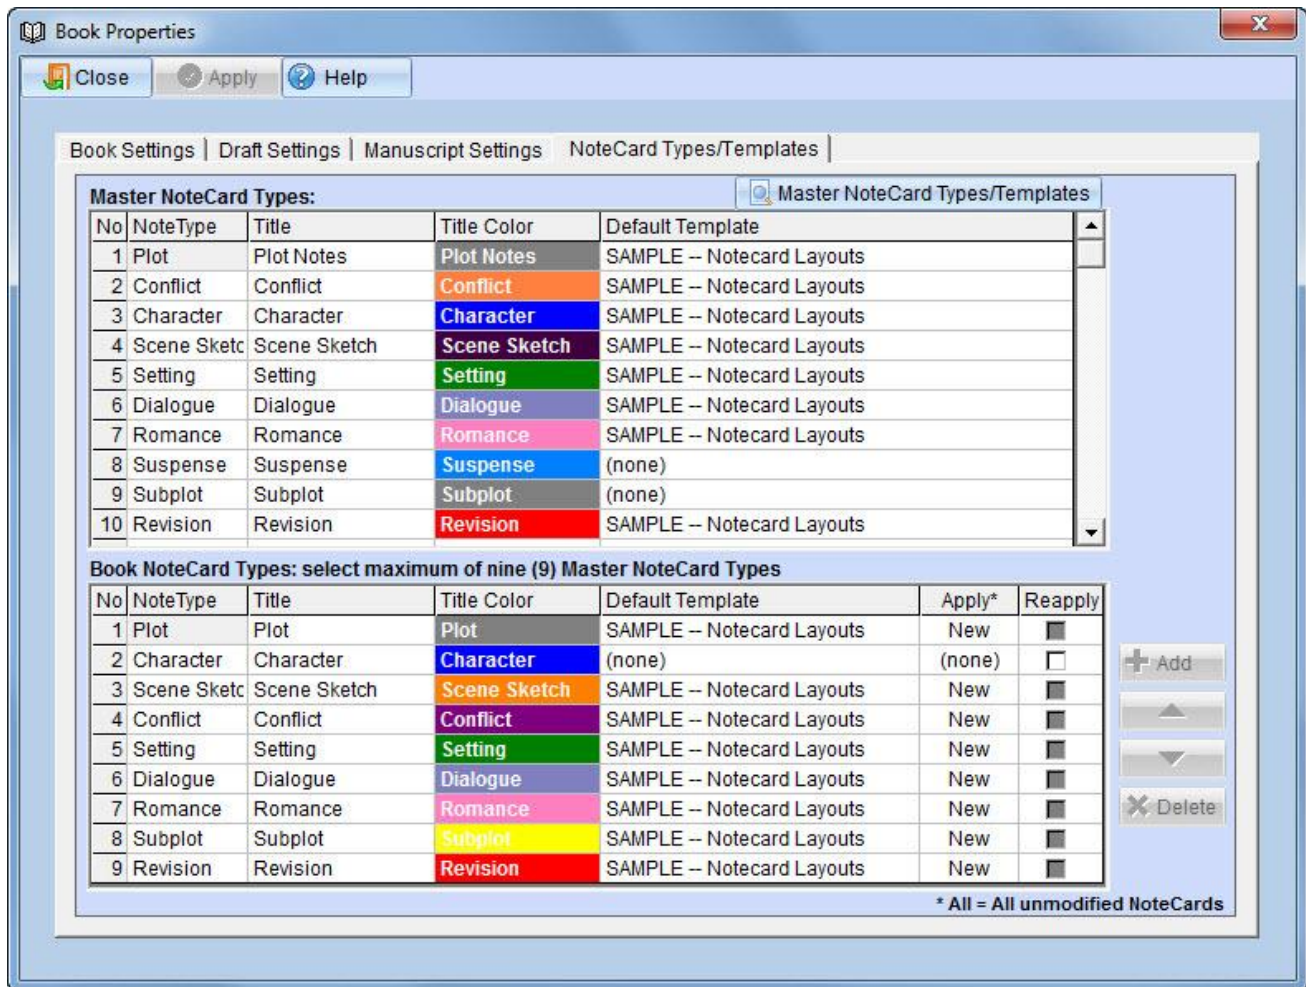 Book Properties
x
Close Apply Help
Book Settings | Draft Settings | Manuscript Settings NoteCard Types/Templates |
Master NoteCard Types: Master NoteCard Types/Templates
No NoteType Title Title Color Default Template
1 Plot Plot Notes Plot Notes SAMPLE -- Notecard Layouts
2 Conflict Conflict Conflict SAMPLE -- Notecard Layouts
3 Character Character Character SAMPLE -- Notecard Layouts
4 Scene Sketc Scene Sketch Scene Sketch SAMPLE -- Notecard Layouts
5 Setting Setting Setting SAMPLE -- Notecard Layouts
6 Dialogue Dialogue Dialogue SAMPLE -- Notecard Layouts
7 Romance Romance Romance SAMPLE -- Notecard Layouts
8 Suspense Suspense Suspense (none)
9 Subplot Subplot Subplot (none)
10 Revision Revision Revision SAMPLE -- Notecard Layouts
Book NoteCard Types: select maximum of nine (9) Master NoteCard Types
No NoteType Title Title Color Default Template Apply* Reapply
1 Plot Plot Plot SAMPLE -- Notecard Layouts New
2 Character Character Character (none) (none)
3 Scene Sketc Scene Sketch Scene Sketch SAMPLE -- Notecard Layouts New
4 Conflict Conflict Conflict SAMPLE -- Notecard Layouts New
5 Setting Setting Setting SAMPLE -- Notecard Layouts New
6 Dialogue Dialogue Dialogue SAMPLE -- Notecard Layouts New
7 Romance Romance Romance SAMPLE -- Notecard Layouts New
8 Subplot Subplot Subplot SAMPLE -- Notecard Layouts New
9 Revision Revision Revision SAMPLE -- Notecard Layouts New
Add
Delete
* All = All unmodified NoteCards